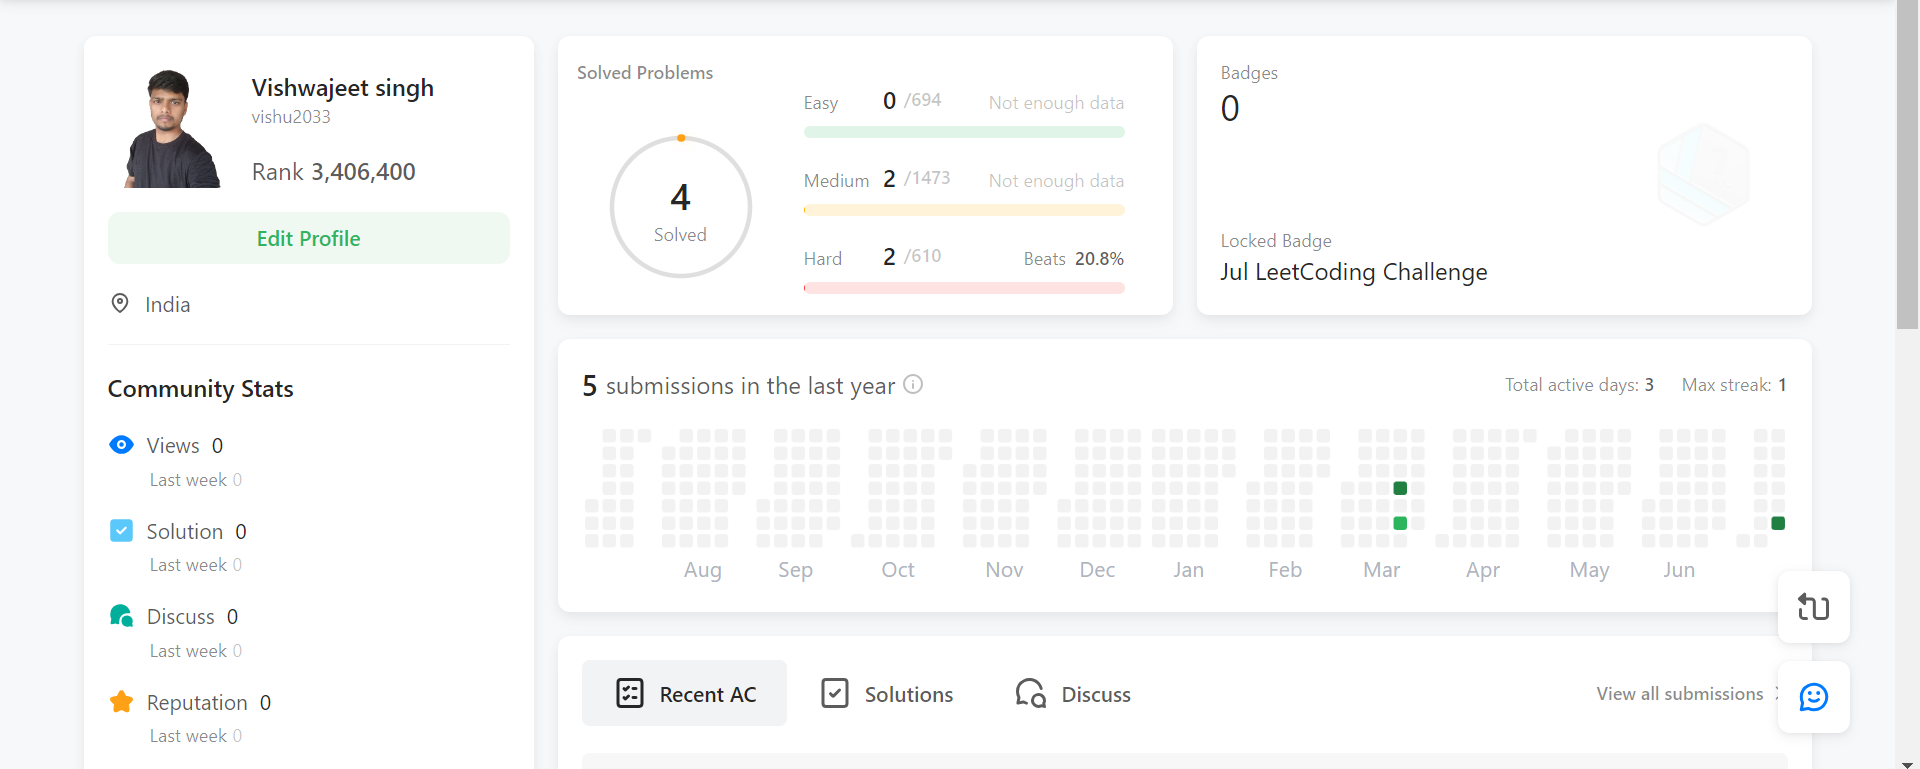 Vishwajeet singh
vishu2033
Rank 3,406,400
Edit Profile
India
Community Stats
Views 0
Last week 0
Solution 0
Last week 0
Discuss 0
Last week 0
Reputation 0
Last week 0
Solved Problems
4
Solved
Easy 0 /694 Not enough data
Medium 2 /1473 Not enough data
Hard 2 /610 Beats 20.8%
Badges
0
Locked Badge
Jul LeetCoding Challenge
5 submissions in the last year
Total active days: 3 Max streak: 1
Aug Sep Oct Nov Dec Jan Feb Mar Apr May Jun
Recent AC Solutions Discuss View all submissions